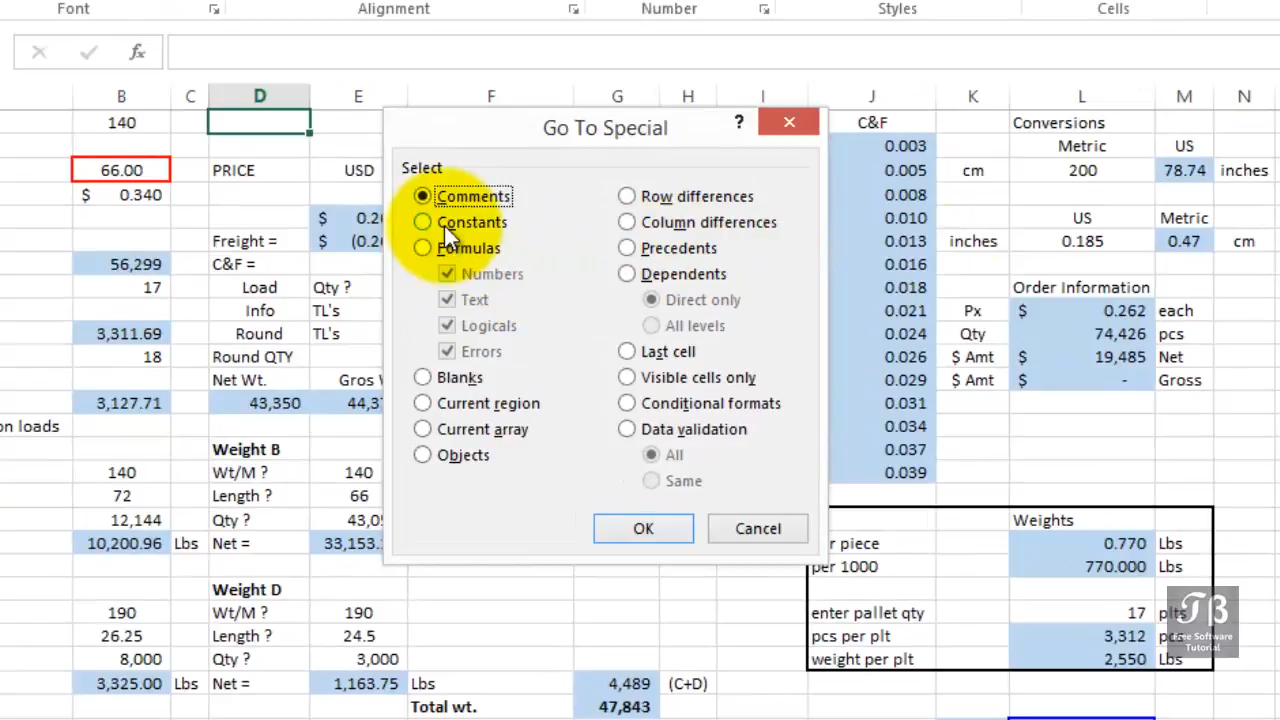 Font Alignment Number Styles Cells
fx
B C D E F G H I J K L M N
140 C&F Conversions
0.003 Metric US
66.00 PRICE USD 0.005 cm 200 78.74 inches
$ 0.340 0.008
$ 0.20 0.010 US Metric
Freight = $ (0.20 0.013 inches 0.185 0.47 cm
56,299 C&F = 0.016
17 Load Qty ? 0.018 Order Information
Info TL's 0.021 Px $ 0.262 each
3,311.69 Round TL's 0.024 Qty 74,426 pcs
18 Round QTY 0.026 $ Amt $ 19,485 Net
Net Wt. Gros 0.029 $ Amt $ - Gross
3,127.71 43,350 44,37 0.031
on loads 0.034
Weight B 0.037
140 Wt/M ? 140 0.039
72 Length ? 66
12,144 Qty ? 43,05 Weights
10,200.96 Lbs Net = 33,153. piece 0.770 Lbs
per 1000 770.000 Lbs
Weight D
190 Wt/M ? 190 enter pallet qty 17 plts
26.25 Length ? 24.5 pcs per plt 3,312 pcs
8,000 Qty ? 3,000 weight per plt 2,550 Lbs
3,325.00 Lbs Net = 1,163.75 Lbs 4,489 (C+D)
Total wt. 47,843
Go To Special ?
Select
Comments
Constants
Formulas
Numbers
Text
Logicals
Errors
Blanks
Current region
Current array
Objects
Row differences
Column differences
Precedents
Dependents
Direct only
All levels
Last cell
Visible cells only
Conditional formats
Data validation
All
Same
OK Cancel
TB
Free Software
Tutorial